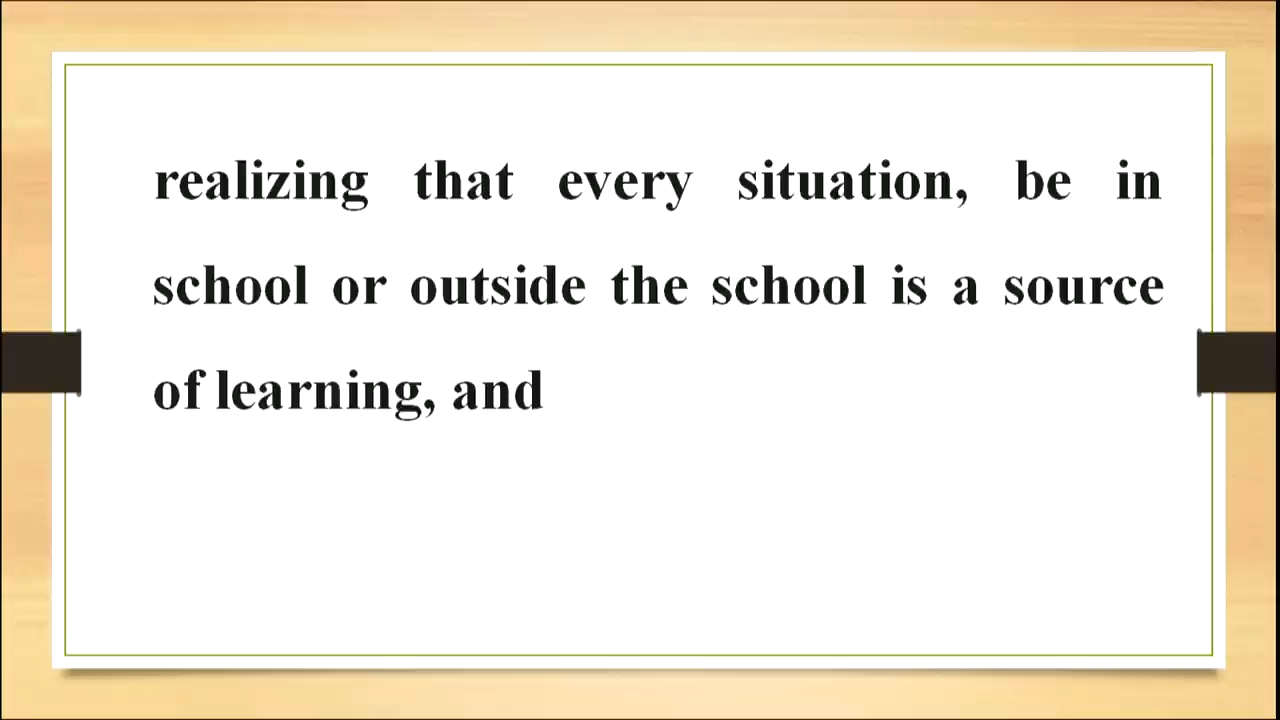 realizing that every situation, be in
school or outside the school is a source
of learning, and